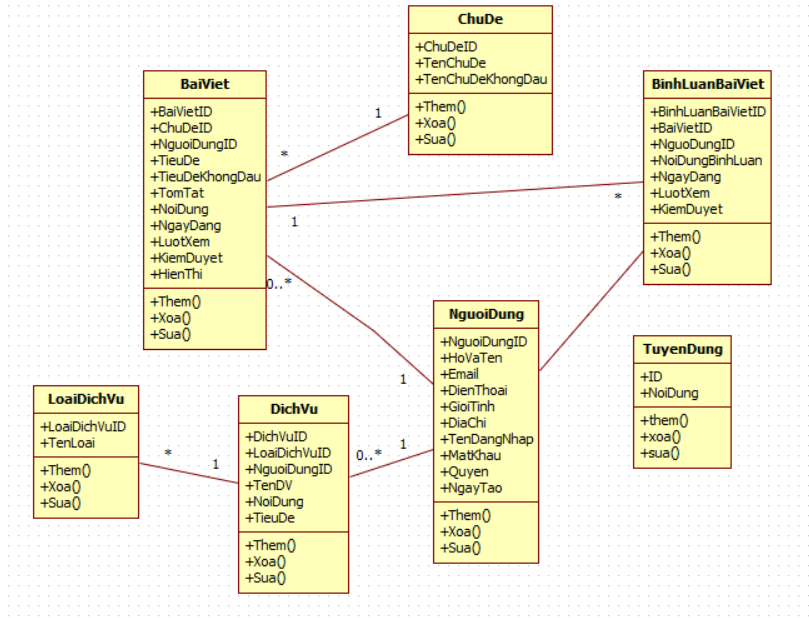 ChuDe
+ChuDeID
+TenChuDe
+TenChuDeKhongDau
+Them()
+Xoa()
+Sua()
BaiViet
+BaiVietID
+ChuDeID
+NguoiDungID
+TieuDe
+TieuDeKhongDau
+TomTat
+NoiDung
+NgayDang
+LuotXem
+KiemDuyet
+HienThi
+Them()
+Xoa()
+Sua()
BinhLuanBaiViet
+BinhLuanBaiVietID
+BaiVietID
+NguoDungID
+NoiDungBinhLuan
+NgayDang
+LuotXem
+KiemDuyet
+Them()
+Xoa()
+Sua()
1
*
1
*
0..*
1
NguoiDung
+NguoiDungID
+HoVaTen
+Email
+DienThoai
+GioiTinh
+DiaChi
+TenDangNhap
+MatKhau
+Quyen
+NgayTao
+Them()
+Xoa()
+Sua()
TuyenDung
+ID
+NoiDung
+them()
+xoa()
+sua()
LoaiDichVu
+LoaiDichVuID
+TenLoai
+Them()
+Xoa()
+Sua()
*
1
DichVu
+DichVuID
+LoaiDichVuID
+NguoiDungID
+TenDV
+NoiDung
+TieuDe
+Them()
+Xoa()
+Sua()
0..*
1